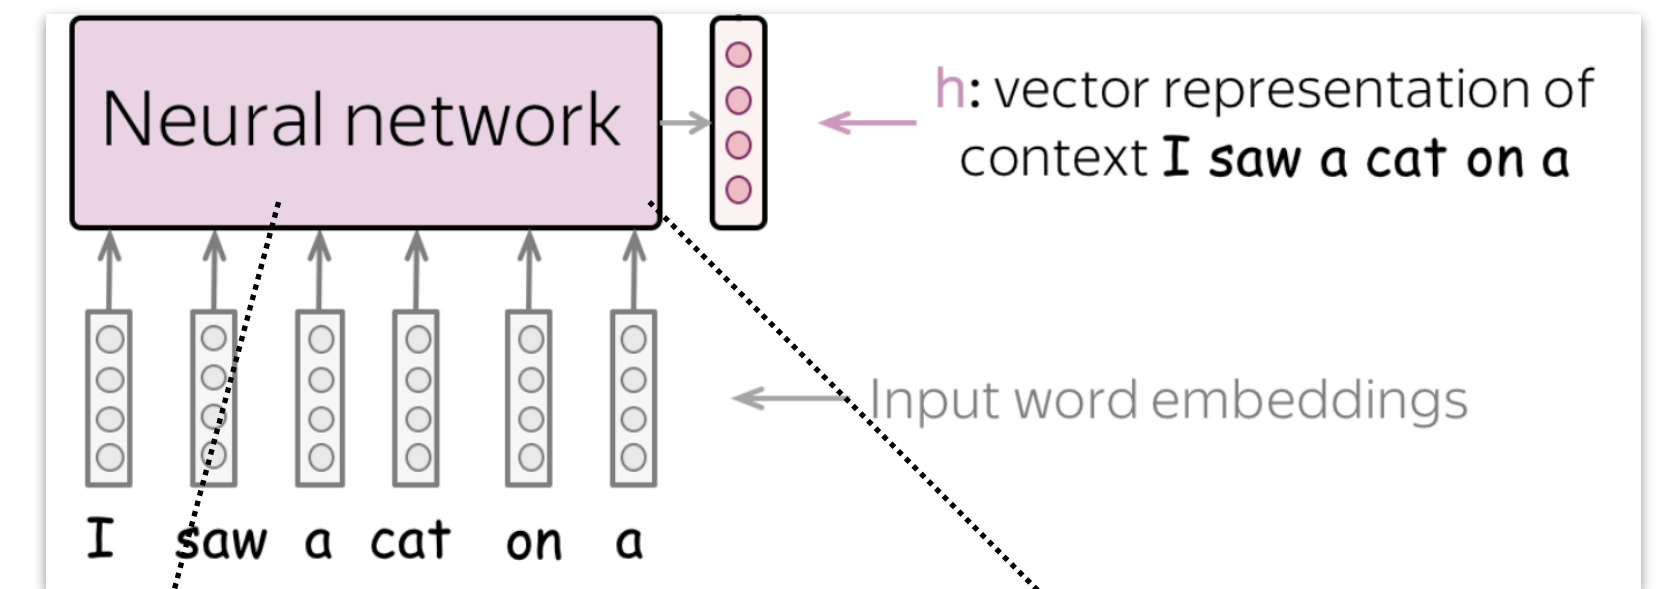 Neural network
h: vector representation of
context I saw a cat on a
Input word embeddings
I saw a cat on a